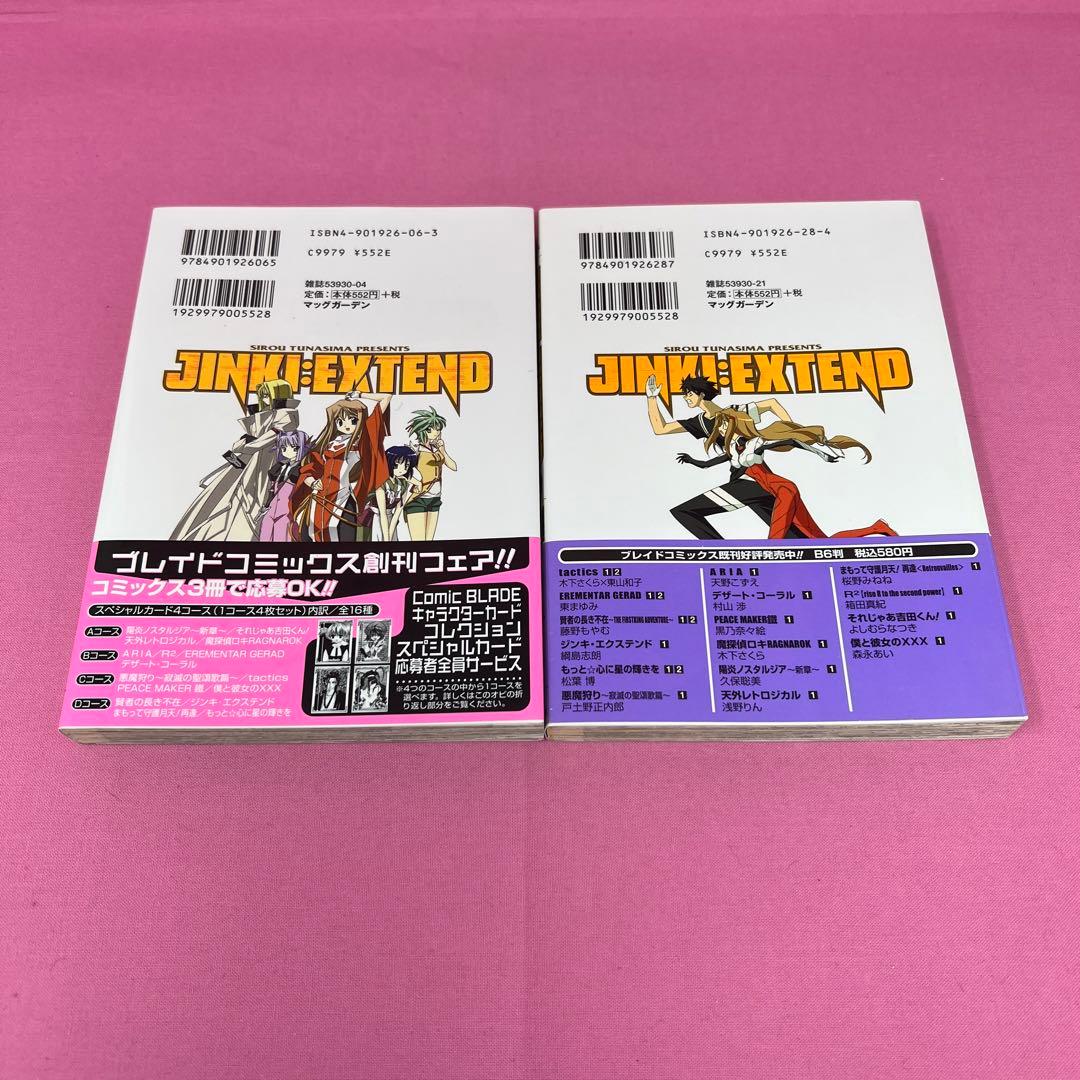 ISBN4-901926-06-3
C9979 ¥552E
9784901926065
雑誌53930-04
定価：本体552円＋税
マッグガーデン
1929979005528
SIROU TUNASIMA PRESENTS
JINKI:EXTEND
ブレイドコミックス創刊フェア!!
コミックス3冊で応募OK!!
スペシャルカード4コース（1コース4枚セット）内訳／全16種
Aコース 陽炎ノスタルジア〜新章〜／それじゃあ吉田くん!
天外レトロジカル／魔探偵ロキRAGNAROK
Bコース ARIA／R²／EREMENTAR GERAD
デザート・コーラル
Cコース 悪魔狩り〜寂滅の聖頌歌篇〜／tactics
PEACE MAKER 鐵／僕と彼女のXXX
Dコース 賢者の長き不在／ジンキ・エクステンド
まもって守護月天!再逢／もっと☆心に星の輝きを
Comic BLADE
キャラクターカード
コレクション
スペシャルカード
応募者全員サービス
※4つのコースの中から1コースを
選べます。詳しくはこのオビの折
り返し部分をご覧ください。
ISBN4-901926-28-4
C9979 ¥552E
9784901926287
雑誌53930-21
定価：本体552円＋税
マッグガーデン
1929979005528
SIROU TUNASIMA PRESENTS
JINKI:EXTEND
ブレイドコミックス既刊好評発売中!! B6判 税込580円
tactics 1 2
木下さくら×東山和子
EREMENTAR GERAD 1 2
東まゆみ
賢者の長き不在〜THE FIRSTKING ADVENTURE〜 1 2
藤野もやむ
ジンキ・エクステンド 1
綱島志朗
もっと☆心に星の輝きを 1 2
松葉 博
悪魔狩り〜寂滅の聖頌歌篇〜 1
戸土野正内郎
ARIA 1
天野こずえ
デザート・コーラル 1
村山 渉
PEACE MAKER鐵 1
黒乃奈々絵
魔探偵ロキRAGNAROK 1
木下さくら
陽炎ノスタルジア〜新章〜 1
久保聡美
天外レトロジカル 1
浅野りん
まもって守護月天!再逢＜Retrouvailles＞ 1
桜野みねね
R² [rise R to the second power] 1
箱田真紀
それじゃあ吉田くん! 1
よしむらなつき
僕と彼女のXXX 1
森永あい